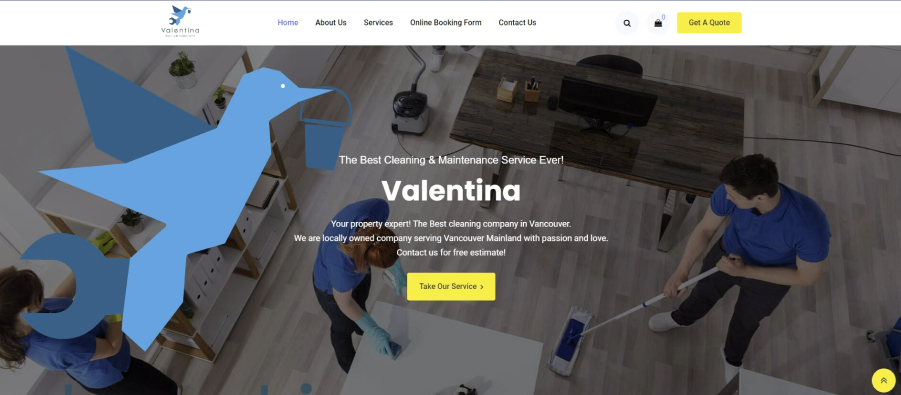 Valentina
Home
About Us
Services
Online Booking Form
Contact Us
0
Get A Quote
The Best Cleaning & Maintenance Service Ever!
Valentina
Your property expert! The Best cleaning company in Vancouver.
We are locally owned company serving Vancouver Mainland with passion and love.
Contact us for free estimate!
Take Our Service